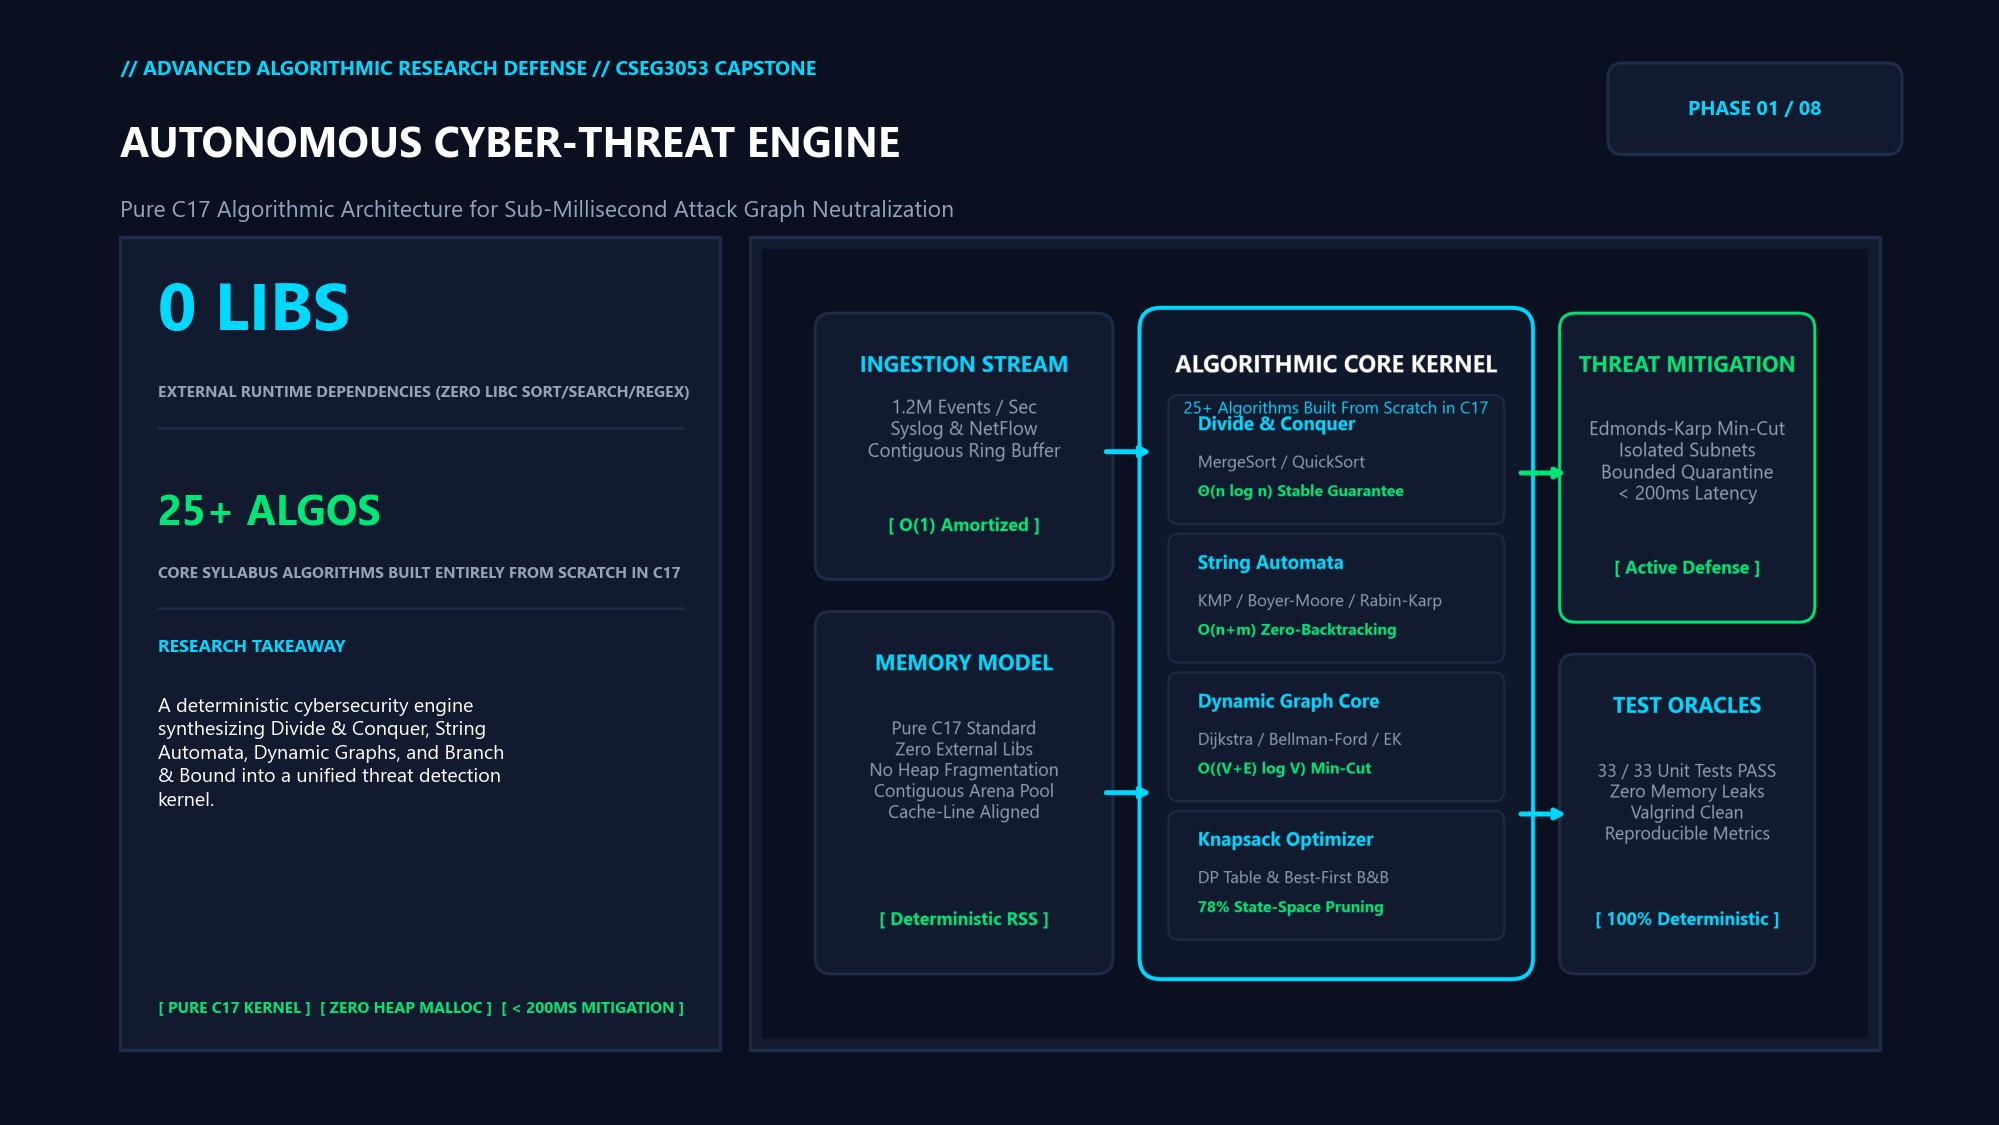 // ADVANCED ALGORITHMIC RESEARCH DEFENSE // CSEG3053 CAPSTONE
PHASE 01 / 08
AUTONOMOUS CYBER-THREAT ENGINE
Pure C17 Algorithmic Architecture for Sub-Millisecond Attack Graph Neutralization
0 LIBS
EXTERNAL RUNTIME DEPENDENCIES (ZERO LIBC SORT/SEARCH/REGEX)
25+ ALGOS
CORE SYLLABUS ALGORITHMS BUILT ENTIRELY FROM SCRATCH IN C17
RESEARCH TAKEAWAY
A deterministic cybersecurity engine
synthesizing Divide & Conquer, String
Automata, Dynamic Graphs, and Branch
& Bound into a unified threat detection
kernel.
[ PURE C17 KERNEL ] [ ZERO HEAP MALLOC ] [ < 200MS MITIGATION ]
INGESTION STREAM
1.2M Events / Sec
Syslog & NetFlow
Contiguous Ring Buffer
[ O(1) Amortized ]
MEMORY MODEL
Pure C17 Standard
Zero External Libs
No Heap Fragmentation
Contiguous Arena Pool
Cache-Line Aligned
[ Deterministic RSS ]
ALGORITHMIC CORE KERNEL
25+ Algorithms Built From Scratch in C17
Divide & Conquer
MergeSort / QuickSort
Θ(n log n) Stable Guarantee
String Automata
KMP / Boyer-Moore / Rabin-Karp
O(n+m) Zero-Backtracking
Dynamic Graph Core
Dijkstra / Bellman-Ford / EK
O((V+E) log V) Min-Cut
Knapsack Optimizer
DP Table & Best-First B&B
78% State-Space Pruning
THREAT MITIGATION
Edmonds-Karp Min-Cut
Isolated Subnets
Bounded Quarantine
< 200ms Latency
[ Active Defense ]
TEST ORACLES
33 / 33 Unit Tests PASS
Zero Memory Leaks
Valgrind Clean
Reproducible Metrics
[ 100% Deterministic ]